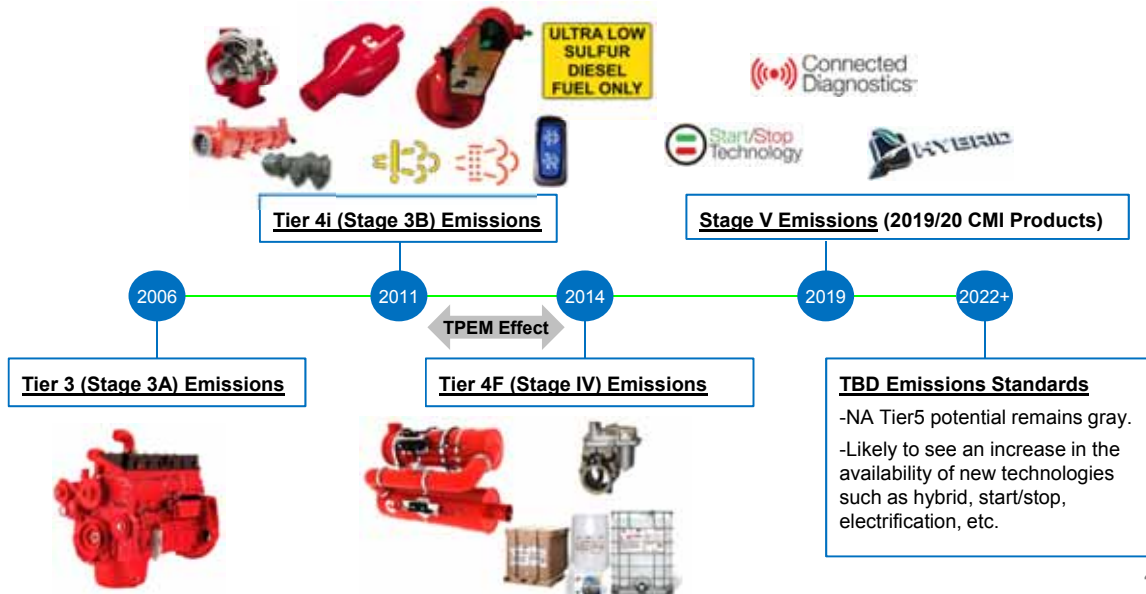 ULTRA LOW
SULFUR
DIESEL
FUEL ONLY
Connected
Diagnostics™
Start/Stop
Technology
HYBRID
Tier 4i (Stage 3B) Emissions
Stage V Emissions (2019/20 CMI Products)
2006
2011
2014
2019
2022+
TPEM Effect
Tier 3 (Stage 3A) Emissions
Tier 4F (Stage IV) Emissions
TBD Emissions Standards
-NA Tier5 potential remains gray.
-Likely to see an increase in the
availability of new technologies
such as hybrid, start/stop,
electrification, etc.